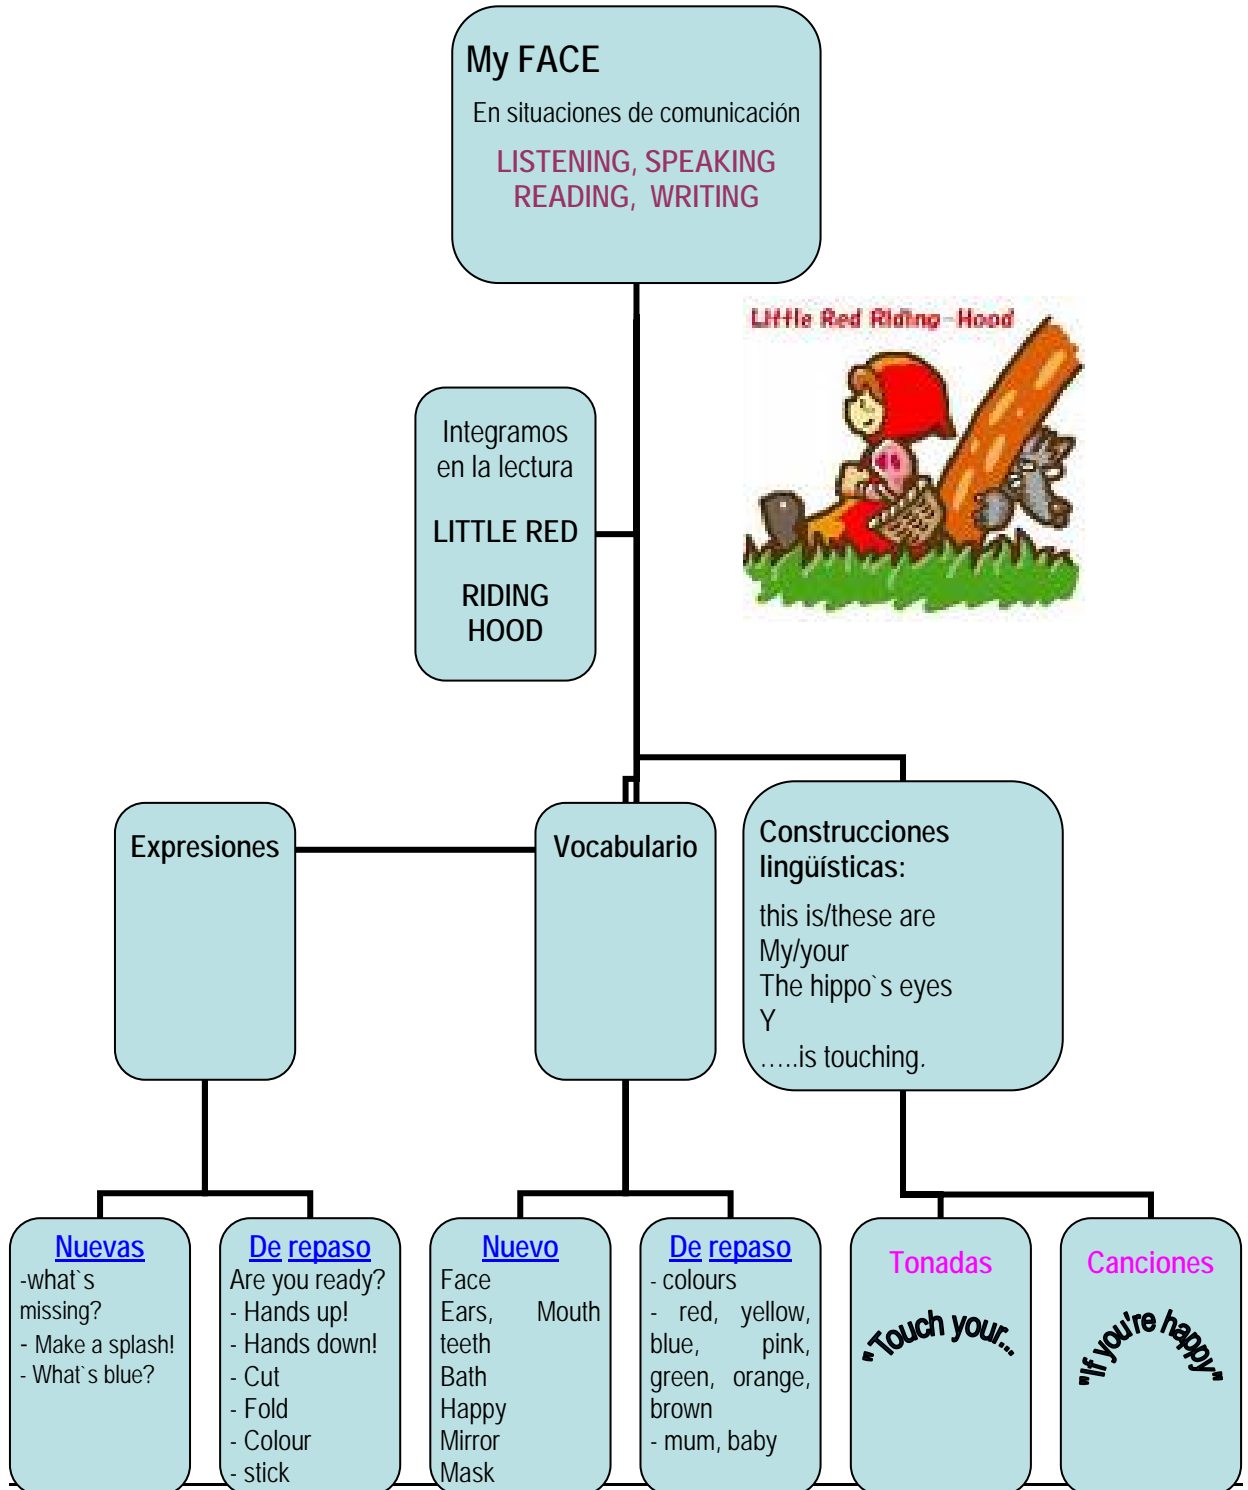 My FACE
En situaciones de comunicación
LISTENING, SPEAKING
READING, WRITING
Little Red Riding-Hood
Integramos
en la lectura
LITTLE RED
RIDING
HOOD
Expresiones
Vocabulario
Construcciones
lingüísticas:
this is/these are
My/your
The hippo`s eyes
Y
.....is touching.
Nuevas
-what`s
missing?
- Make a splash!
- What`s blue?
De repaso
Are you ready?
- Hands up!
- Hands down!
- Cut
- Fold
- Colour
- stick
Nuevo
Face
Ears, Mouth
teeth
Bath
Happy
Mirror
Mask
De repaso
- colours
- red, yellow,
blue, pink,
green, orange,
brown
- mum, baby
Tonadas
"Touch your...
Canciones
"If you're happy"